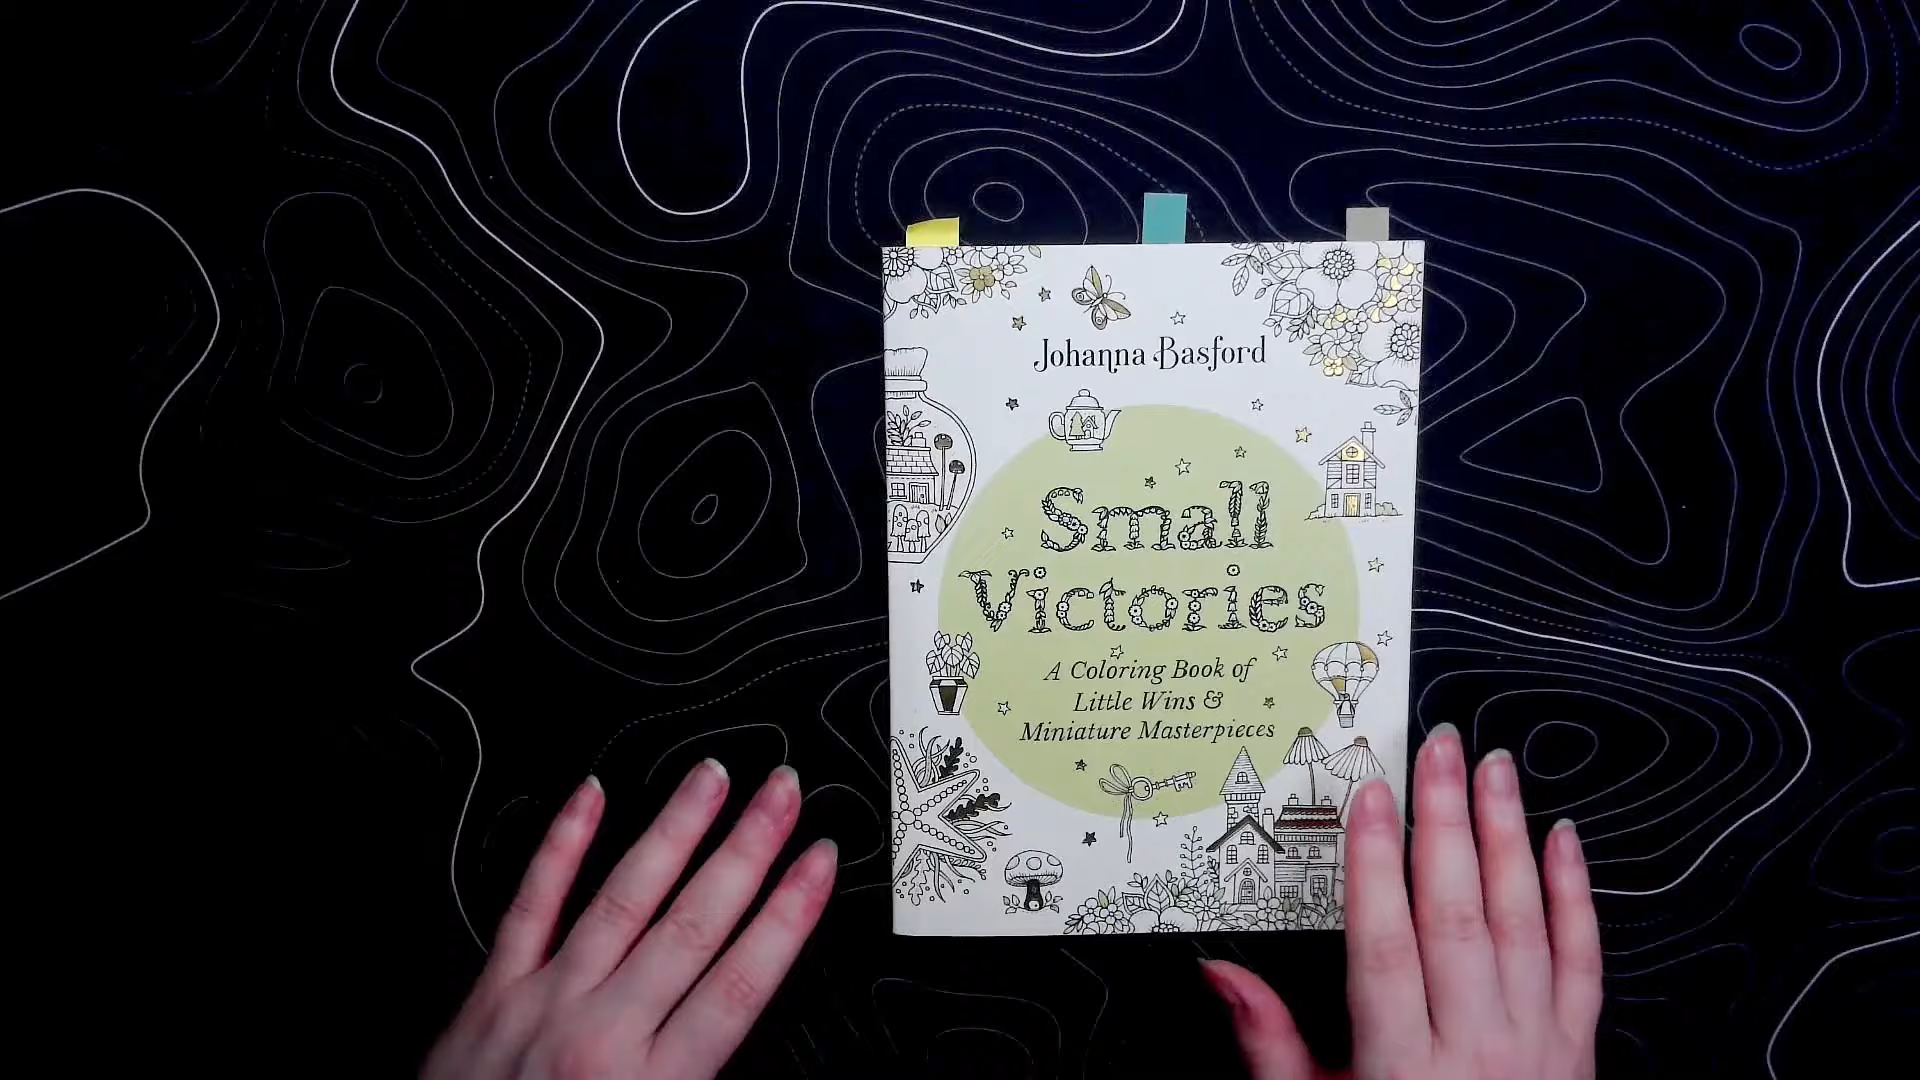 Johanna Basford
Small
Victories
A Coloring Book of
Little Wins &
Miniature Masterpieces